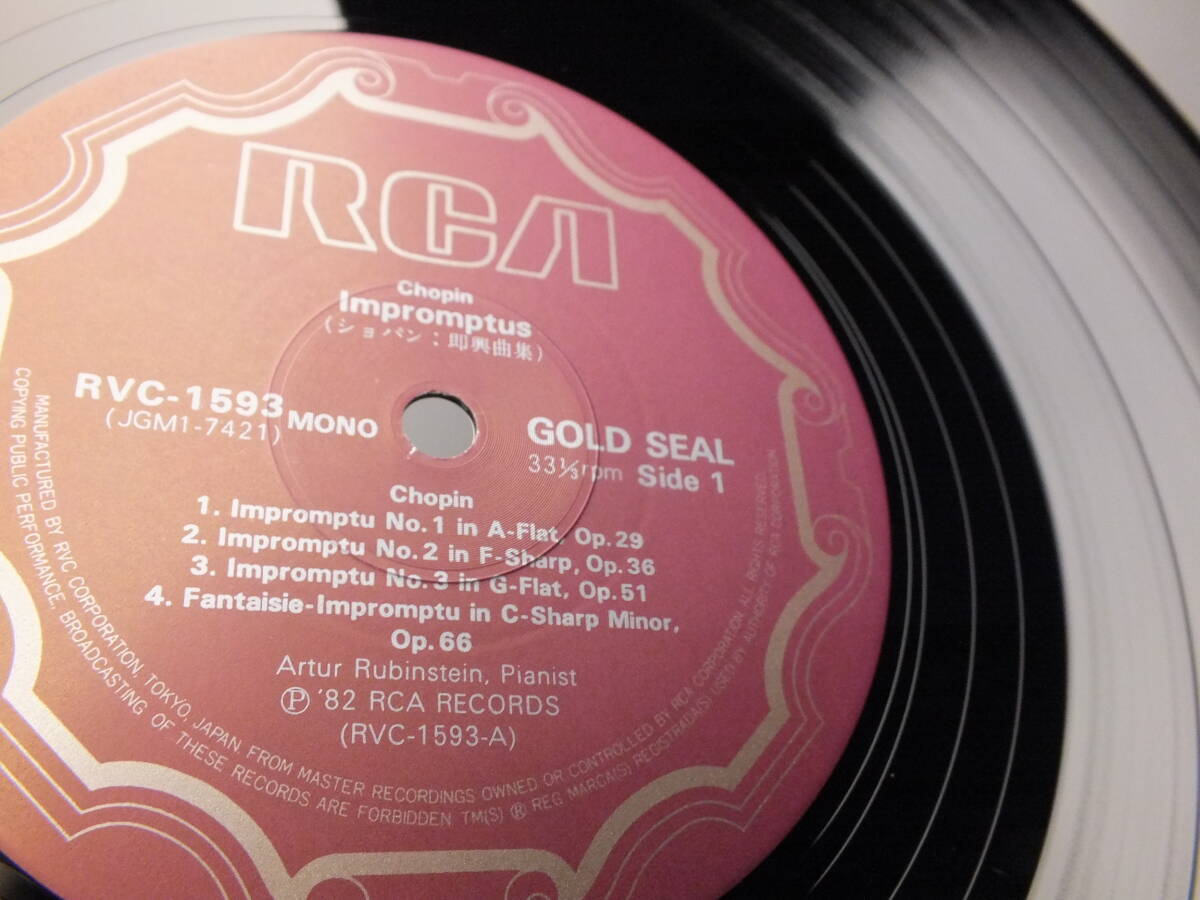 RCA
Chopin
Impromptus
(ショパン：即興曲集)
RVC-1593
(JGM1-7421)
MONO
GOLD SEAL
33⅓rpm Side 1
Chopin
1. Impromptu No.1 in A-Flat, Op.29
2. Impromptu No.2 in F-Sharp, Op.36
3. Impromptu No.3 in G-Flat, Op.51
4. Fantaisie-Impromptu in C-Sharp Minor,
Op.66
Artur Rubinstein, Pianist
Ⓟ '82 RCA RECORDS
(RVC-1593-A)
MANUFACTURED BY RVC CORPORATION, TOKYO, JAPAN FROM MASTER RECORDINGS OWNED OR CONTROLLED BY RCA CORPORATION. ALL RIGHTS RESERVED.
COPYING PUBLIC PERFORMANCE, BROADCASTING OF THESE RECORDS ARE FORBIDDEN. TM(S) ® REG MARCA(S) REGISTRADA(S) USED BY AUTHORITY OF RCA CORPORATION